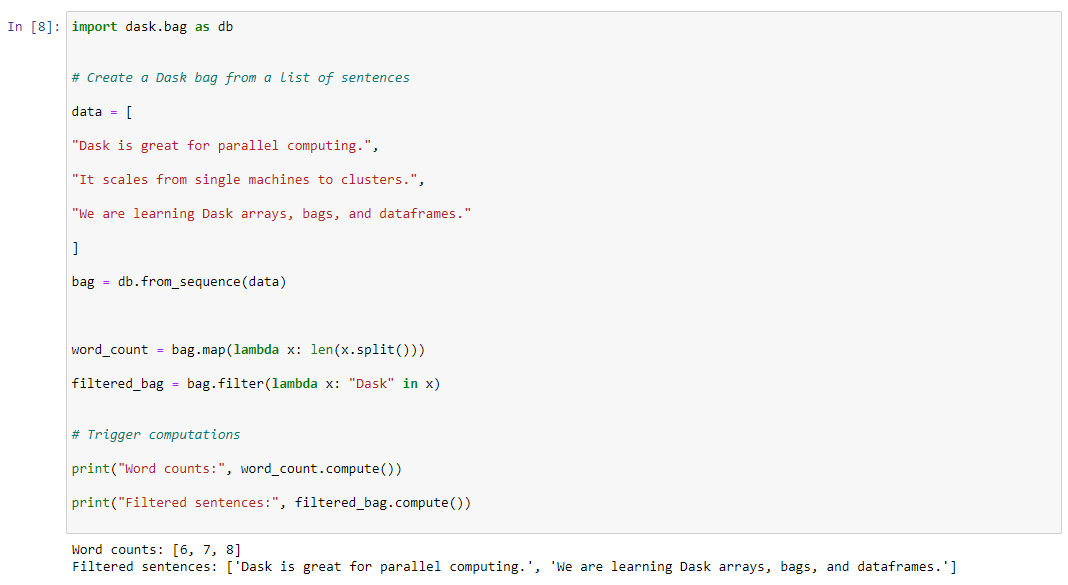 In [8]: import dask.bag as db
# Create a Dask bag from a list of sentences
data = [
"Dask is great for parallel computing.",
"It scales from single machines to clusters.",
"We are learning Dask arrays, bags, and dataframes."
]
bag = db.from_sequence(data)
word_count = bag.map(lambda x: len(x.split()))
filtered_bag = bag.filter(lambda x: "Dask" in x)
# Trigger computations
print("Word counts:", word_count.compute())
print("Filtered sentences:", filtered_bag.compute())
Word counts: [6, 7, 8]
Filtered sentences: ['Dask is great for parallel computing.', 'We are learning Dask arrays, bags, and dataframes.']